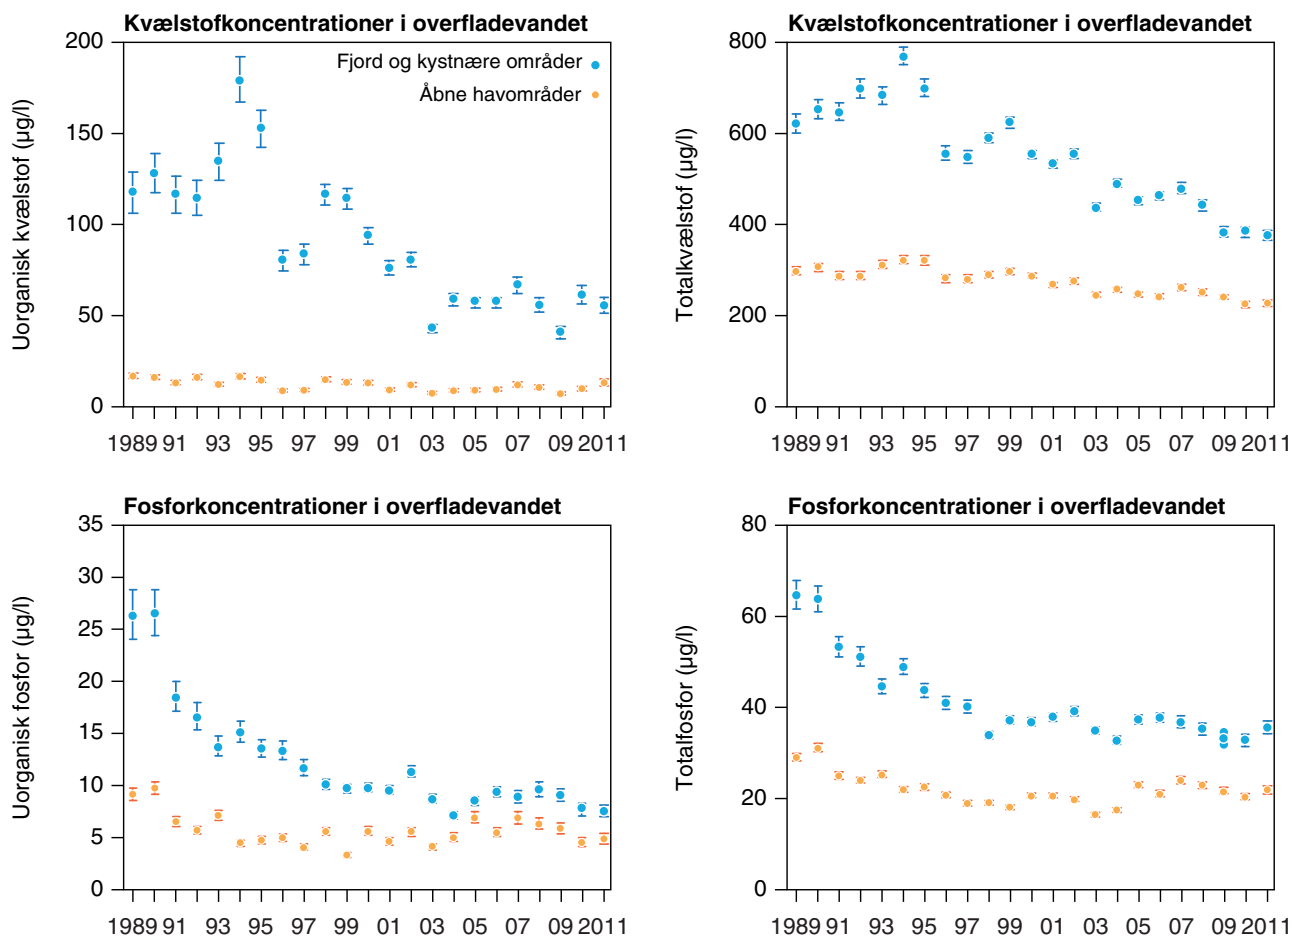 Kvælstofkoncentrationer i overfladevandet
Uorganisk kvælstof (µg/l)
200
150
100
50
0
Fjord og kystnære områder
Åbne havområder
1989 91 93 95 97 99 01 03 05 07 09 2011
Kvælstofkoncentrationer i overfladevandet
Totalkvælstof (µg/l)
800
600
400
200
0
1989 91 93 95 97 99 01 03 05 07 09 2011
Fosforkoncentrationer i overfladevandet
Uorganisk fosfor (µg/l)
35
30
25
20
15
10
5
0
1989 91 93 95 97 99 01 03 05 07 09 2011
Fosforkoncentrationer i overfladevandet
Totalfosfor (µg/l)
80
60
40
20
0
1989 91 93 95 97 99 01 03 05 07 09 2011